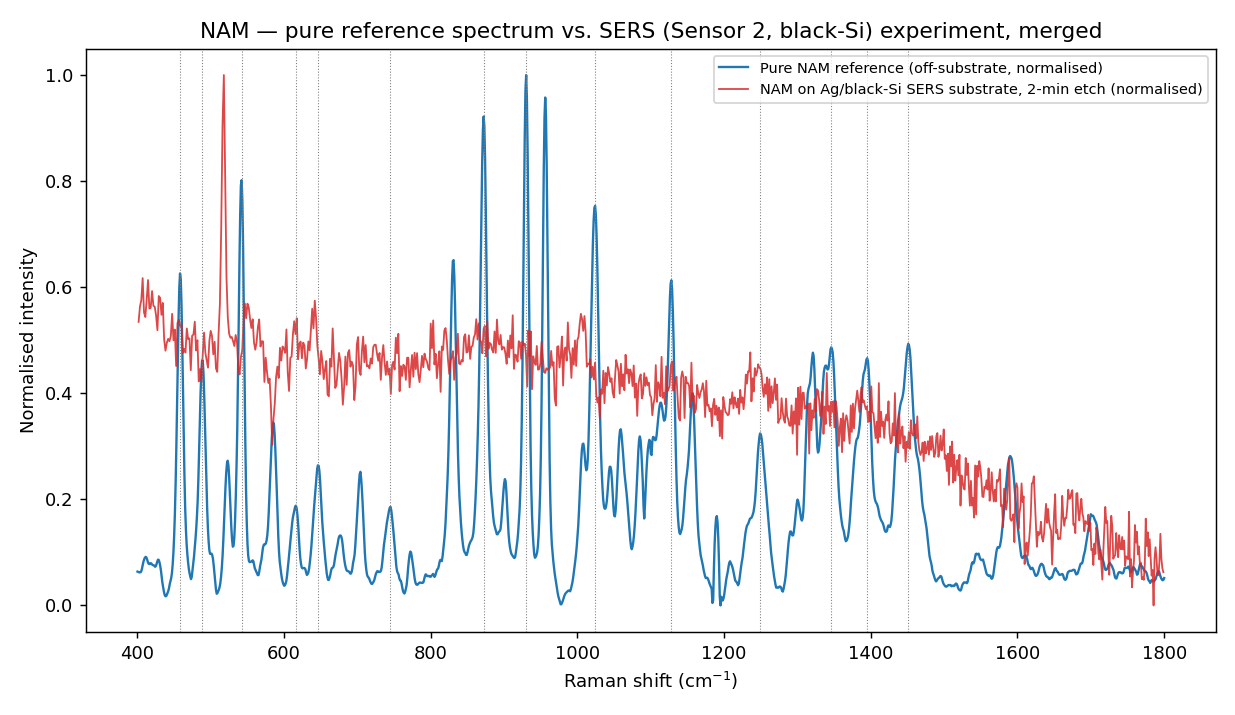 NAM — pure reference spectrum vs. SERS (Sensor 2, black-Si) experiment, merged
Pure NAM reference (off-substrate, normalised)
NAM on Ag/black-Si SERS substrate, 2-min etch (normalised)
Normalised intensity
1.0
0.8
0.6
0.4
0.2
0.0
400 600 800 1000 1200 1400 1600 1800
Raman shift (cm⁻¹)